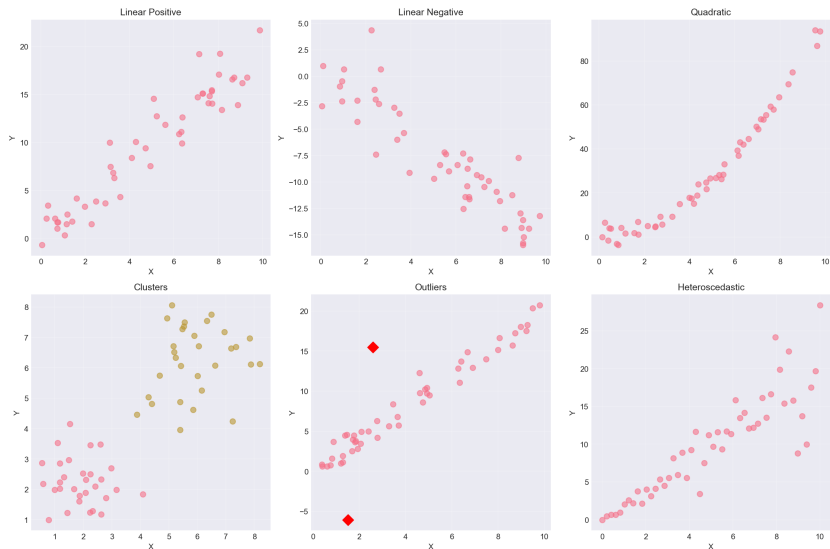 Linear Positive
Y
20
15
10
5
0
0 2 4 6 8 10
X
Linear Negative
Y
5.0
2.5
0.0
−2.5
−5.0
−7.5
−10.0
−12.5
−15.0
0 2 4 6 8 10
X
Quadratic
Y
80
60
40
20
0
0 2 4 6 8 10
X
Clusters
Y
8
7
6
5
4
3
2
1
1 2 3 4 5 6 7 8
X
Outliers
Y
20
15
10
5
0
−5
0 2 4 6 8 10
X
Heteroscedastic
Y
25
20
15
10
5
0
0 2 4 6 8 10
X